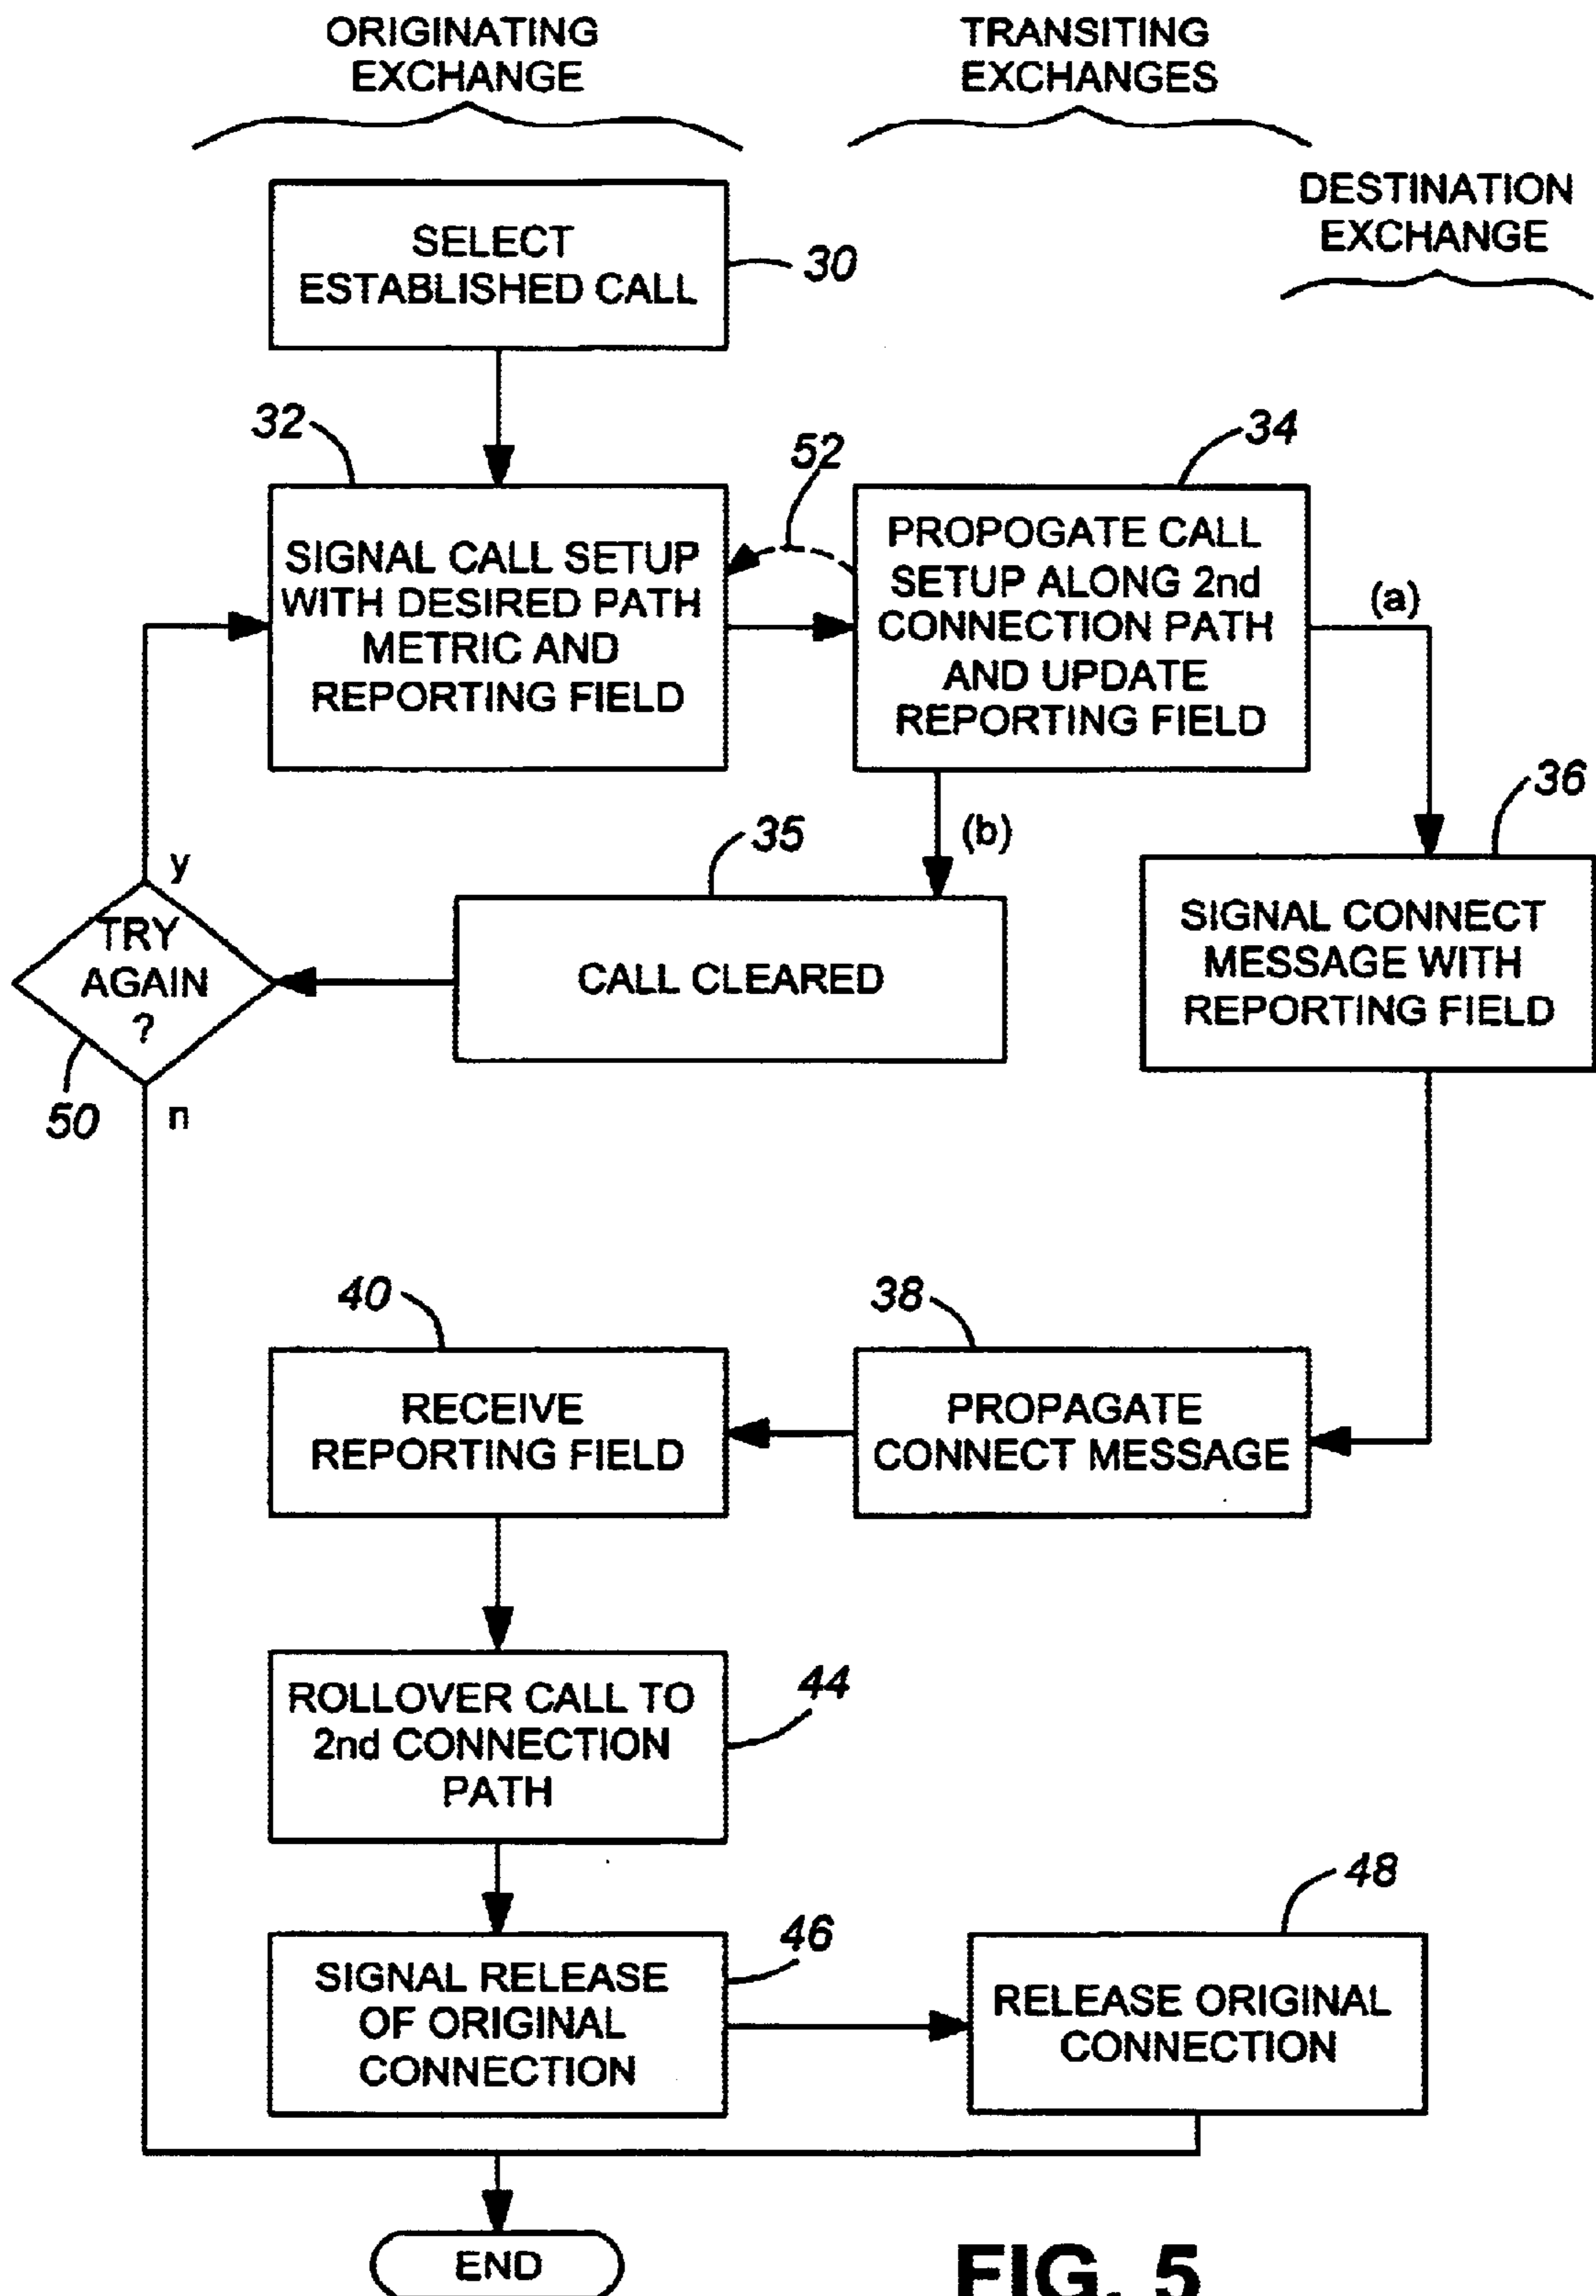 ORIGINATING
EXCHANGE
TRANSITING
EXCHANGES
DESTINATION
EXCHANGE
SELECT
ESTABLISHED CALL
30
32
52
34
SIGNAL CALL SETUP
WITH DESIRED PATH
METRIC AND
REPORTING FIELD
PROPOGATE CALL
SETUP ALONG 2nd
CONNECTION PATH
AND UPDATE
REPORTING FIELD
(a)
(b)
35
36
y
TRY
AGAIN
?
50
n
CALL CLEARED
SIGNAL CONNECT
MESSAGE WITH
REPORTING FIELD
40
38
RECEIVE
REPORTING FIELD
PROPAGATE
CONNECT MESSAGE
ROLLOVER CALL TO
2nd CONNECTION
PATH
44
46
48
SIGNAL RELEASE
OF ORIGINAL
CONNECTION
RELEASE ORIGINAL
CONNECTION
END
FIG. 5